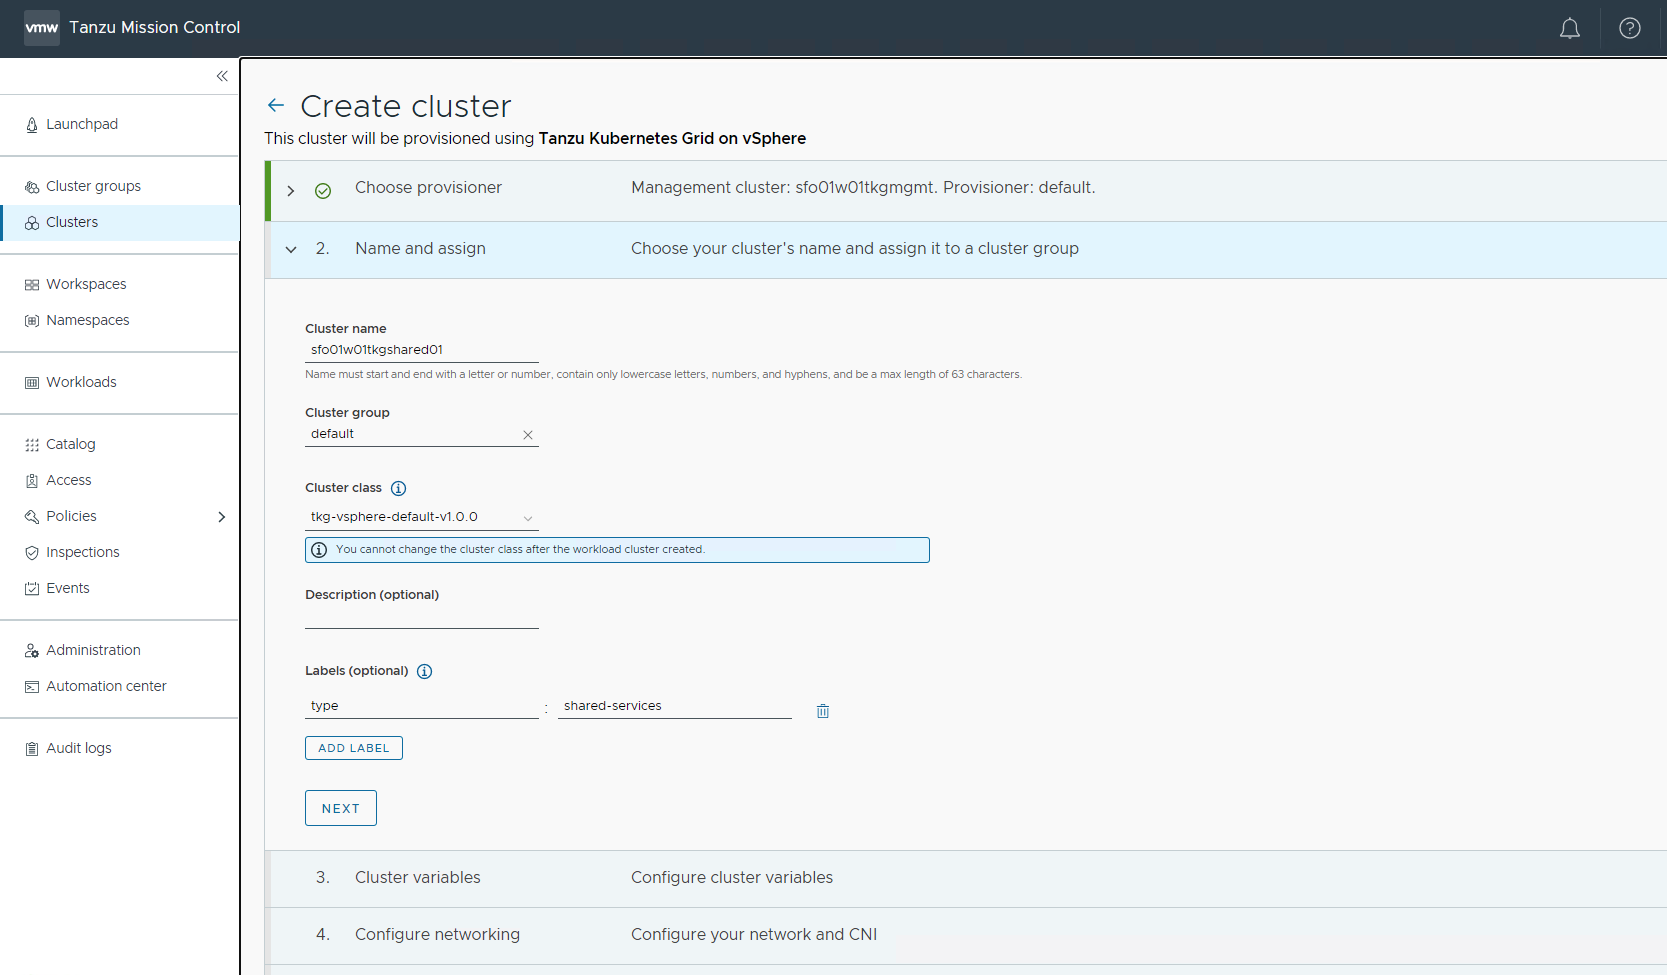 vmw Tanzu Mission Control
Launchpad
Cluster groups
Clusters
Workspaces
Namespaces
Workloads
Catalog
Access
Policies
Inspections
Events
Administration
Automation center
Audit logs
Create cluster
This cluster will be provisioned using Tanzu Kubernetes Grid on vSphere
Choose provisioner Management cluster: sfo01w01tkgmgmt. Provisioner: default.
2. Name and assign Choose your cluster's name and assign it to a cluster group
Cluster name
sfo01w01tkgshared01
Name must start and end with a letter or number, contain only lowercase letters, numbers, and hyphens, and be a max length of 63 characters.
Cluster group
default
Cluster class
tkg-vsphere-default-v1.0.0
You cannot change the cluster class after the workload cluster created.
Description (optional)
Labels (optional)
type : shared-services
ADD LABEL
NEXT
3. Cluster variables Configure cluster variables
4. Configure networking Configure your network and CNI